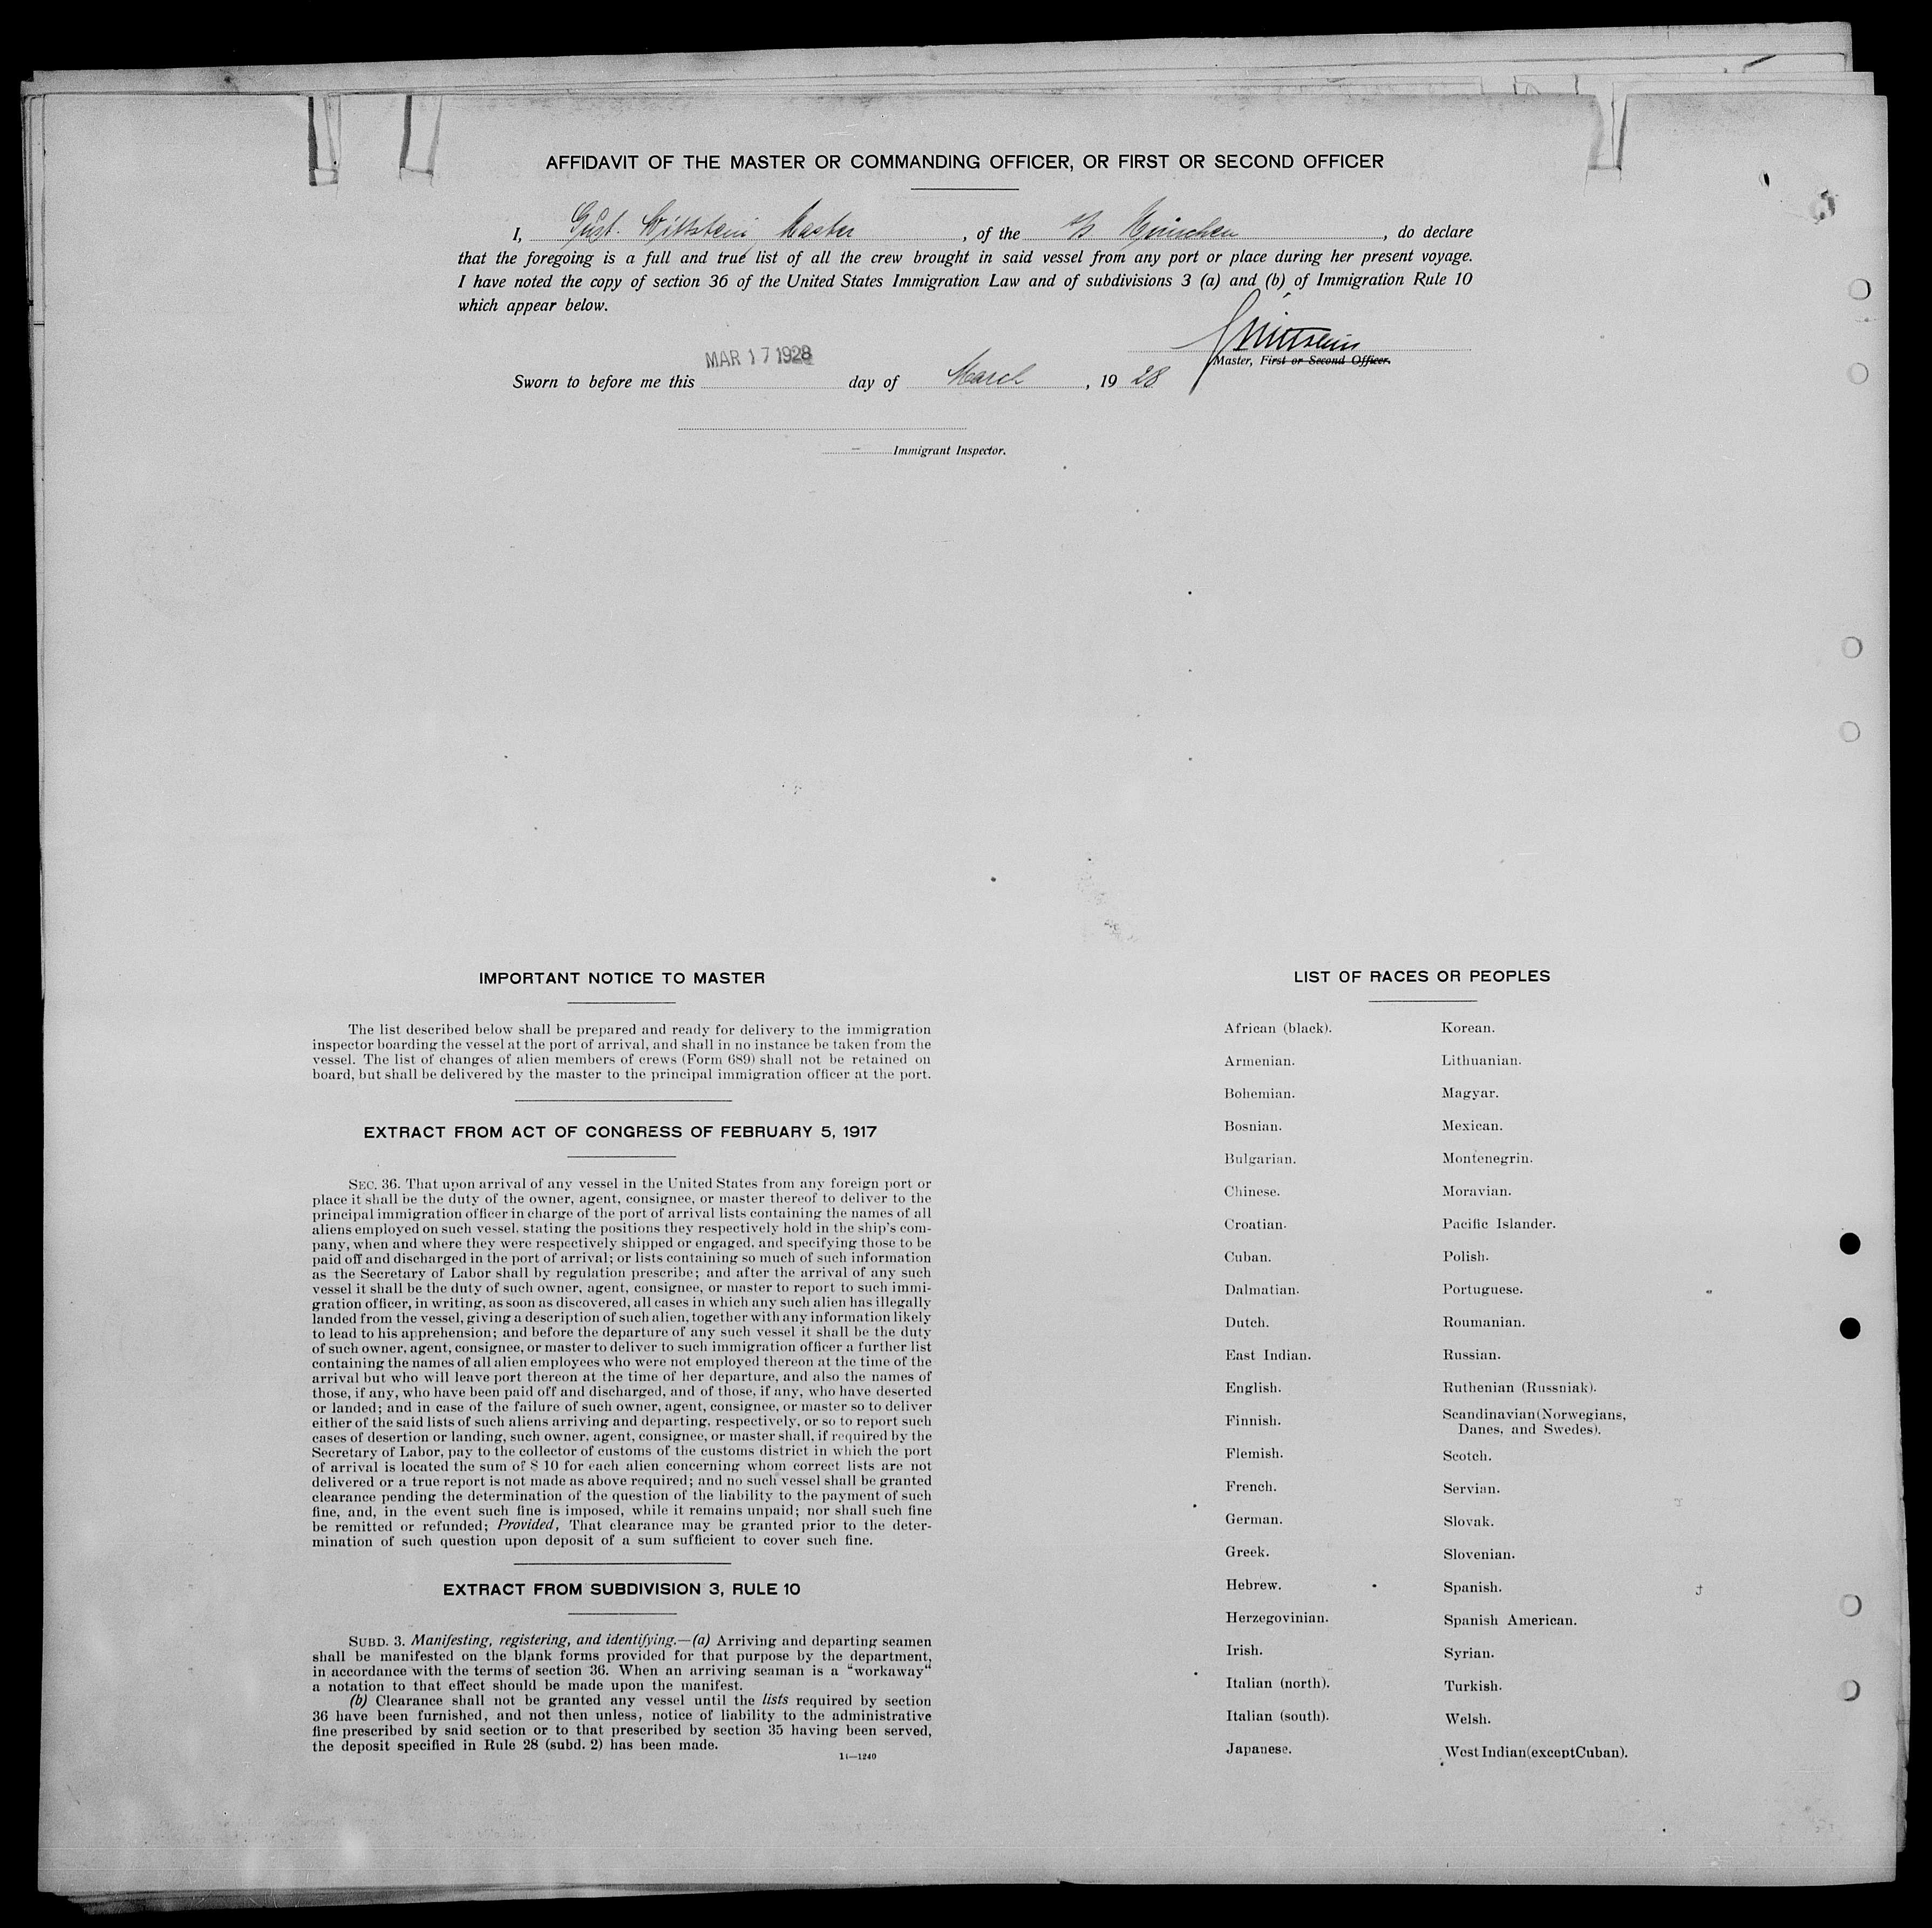 AFFIDAVIT OF THE MASTER OR COMMANDING OFFICER, OR FIRST OR SECOND OFFICER
I, Gust. Wittstein, Master, of the s/s München, do declare
that the foregoing is a full and true list of all the crew brought in said vessel from any port or place during her present voyage.
I have noted the copy of section 36 of the United States Immigration Law and of subdivisions 3 (a) and (b) of Immigration Rule 10
which appear below.
GWittstein
Master, First or Second Officer.
MAR 17 1928
Sworn to before me this day of March, 19 28
Immigrant Inspector.
IMPORTANT NOTICE TO MASTER
The list described below shall be prepared and ready for delivery to the immigration
inspector boarding the vessel at the port of arrival, and shall in no instance be taken from the
vessel. The list of changes of alien members of crews (Form 689) shall not be retained on
board, but shall be delivered by the master to the principal immigration officer at the port.
EXTRACT FROM ACT OF CONGRESS OF FEBRUARY 5, 1917
SEC. 36. That upon arrival of any vessel in the United States from any foreign port or
place it shall be the duty of the owner, agent, consignee, or master thereof to deliver to the
principal immigration officer in charge of the port of arrival lists containing the names of all
aliens employed on such vessel. stating the positions they respectively hold in the ship's com-
pany, when and where they were respectively shipped or engaged. and specifying those to be
paid off and discharged in the port of arrival; or lists containing so much of such information
as the Secretary of Labor shall by regulation prescribe; and after the arrival of any such
vessel it shall be the duty of such owner, agent, consignee, or master to report to such immi-
gration officer, in writing, as soon as discovered, all cases in which any such alien has illegally
landed from the vessel, giving a description of such alien, together with any information likely
to lead to his apprehension; and before the departure of any such vessel it shall be the duty
of such owner, agent, consignee, or master to deliver to such immigration officer a further list
containing the names of all alien employees who were not employed thereon at the time of the
arrival but who will leave port thereon at the time of her departure, and also the names of
those, if any, who have been paid off and discharged, and of those, if any, who have deserted
or landed; and in case of the failure of such owner, agent, consignee, or master so to deliver
either of the said lists of such aliens arriving and departing, respectively, or so to report such
cases of desertion or landing, such owner, agent, consignee, or master shall, if required by the
Secretary of Labor, pay to the collector of customs of the customs district in which the port
of arrival is located the sum of $ 10 for each alien concerning whom correct lists are not
delivered or a true report is not made as above required; and no such vessel shall be granted
clearance pending the determination of the question of the liability to the payment of such
fine, and, in the event such fine is imposed, while it remains unpaid; nor shall such fine
be remitted or refunded; Provided, That clearance may be granted prior to the deter-
mination of such question upon deposit of a sum sufficient to cover such fine.
EXTRACT FROM SUBDIVISION 3, RULE 10
SUBD. 3. Manifesting, registering, and identifying.—(a) Arriving and departing seamen
shall be manifested on the blank forms provided for that purpose by the department,
in accordance with the terms of section 36. When an arriving seaman is a "workaway"
a notation to that effect should be made upon the manifest.
(b) Clearance shall not be granted any vessel until the lists required by section
36 have been furnished, and not then unless, notice of liability to the administrative
fine prescribed by said section or to that prescribed by section 35 having been served,
the deposit specified in Rule 28 (subd. 2) has been made.
14—1240
LIST OF RACES OR PEOPLES
African (black).
Armenian.
Bohemian.
Bosnian.
Bulgarian.
Chinese.
Croatian.
Cuban.
Dalmatian.
Dutch.
East Indian.
English.
Finnish.
Flemish.
French.
German.
Greek.
Hebrew.
Herzegovinian.
Irish.
Italian (north).
Italian (south).
Japanese.
Korean.
Lithuanian.
Magyar.
Mexican.
Montenegrin.
Moravian.
Pacific Islander.
Polish.
Portuguese.
Roumanian.
Russian.
Ruthenian (Russniak).
Scandinavian (Norwegians,
Danes, and Swedes).
Scotch.
Servian.
Slovak.
Slovenian.
Spanish.
Spanish American.
Syrian.
Turkish.
Welsh.
West Indian (except Cuban).